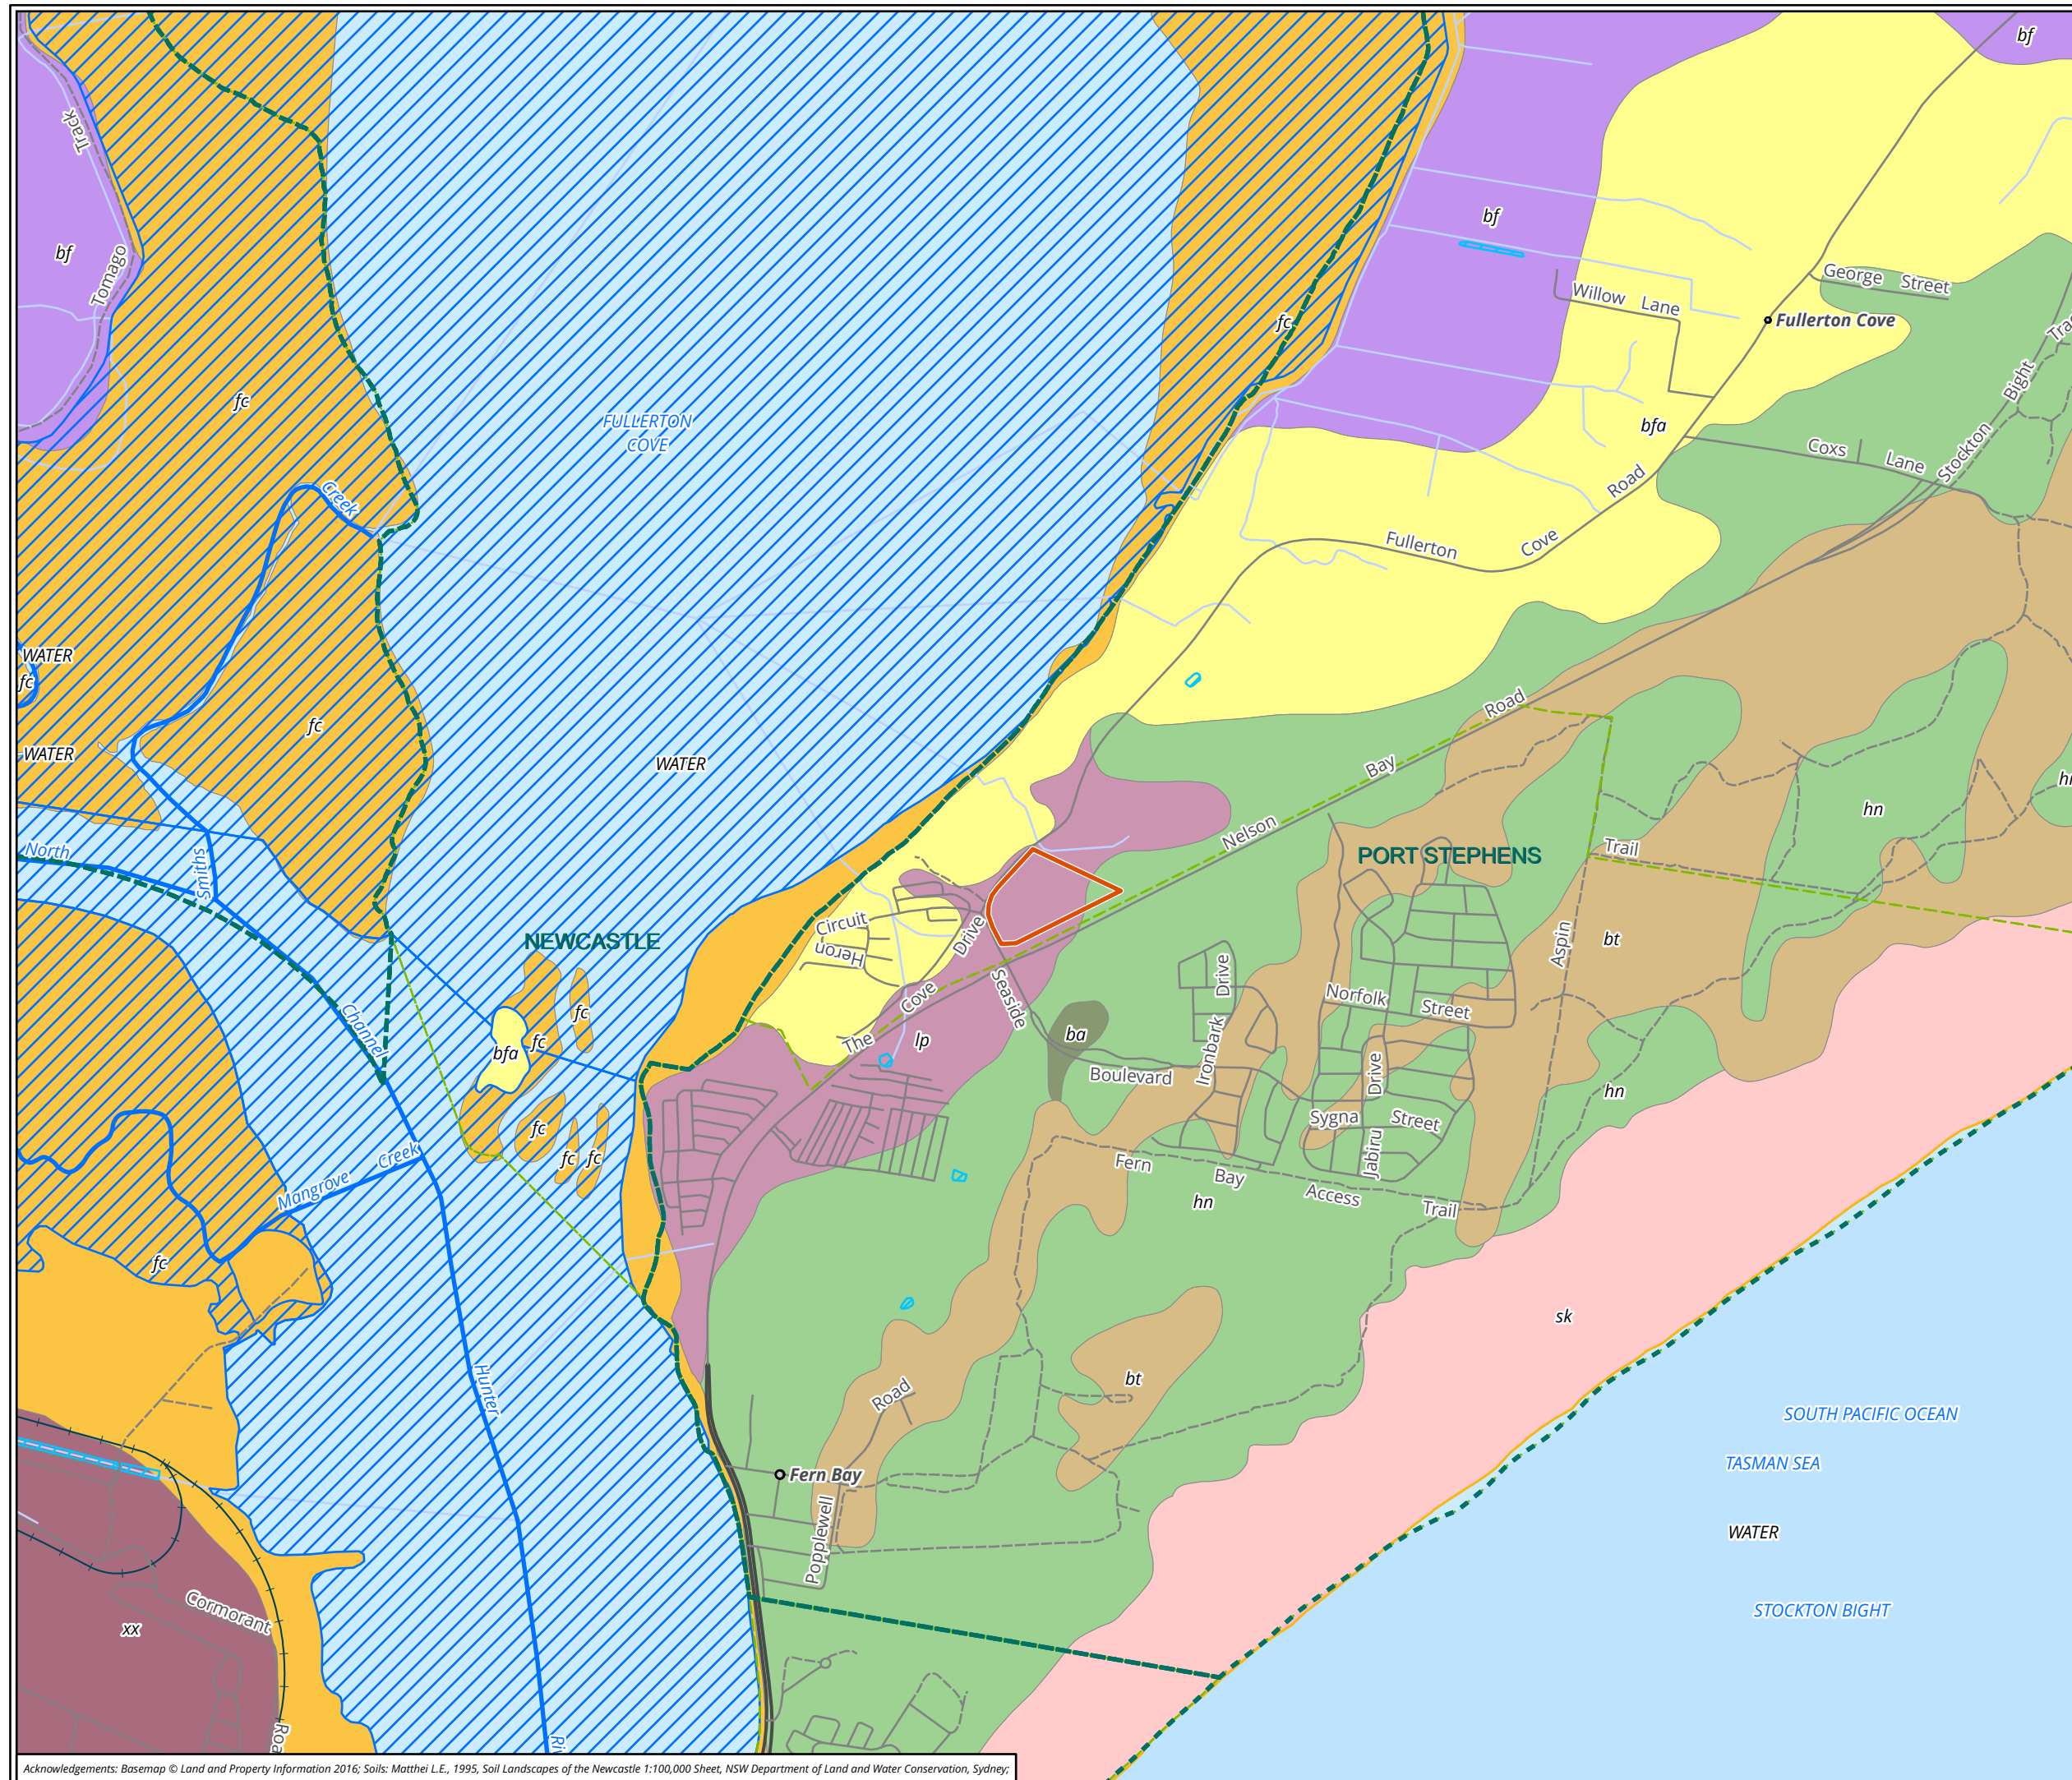 bf
Track
bf
Tomago
bf
fc
Willow Lane
George Street
Fullerton Cove
Bight
fc
FULLERTON
COVE
bfa
Coxs Lane
Stockton
Road
Creek
Fullerton Cove
WATER
fc
fc
WATER
WATER
Road
Bay
Nelson
hn
North
Smiths
PORT STEPHENS
Trail
NEWCASTLE
Circuit
Heron
Drive
Aspin
bt
Drive
Seaside
Cove
The
lp
Norfolk Street
Channel
bfa
fc
fc
ba
Ironbark
Boulevard
Drive
hn
fc
fc
fc
Sygna Street
Jabiru
Mangrove Creek
Fern Bay Access Trail
hn
fc
sk
Hunter
Road
bt
SOUTH PACIFIC OCEAN
TASMAN SEA
Fern Bay
Popplewell
WATER
STOCKTON BIGHT
Cormorant
xx
Acknowledgements: Basemap © Land and Property Information 2016; Soils: Matthei L.E., 1995, Soil Landscapes of the Newcastle 1:100,000 Sheet, NSW Department of Land and Water Conservation, Sydney;